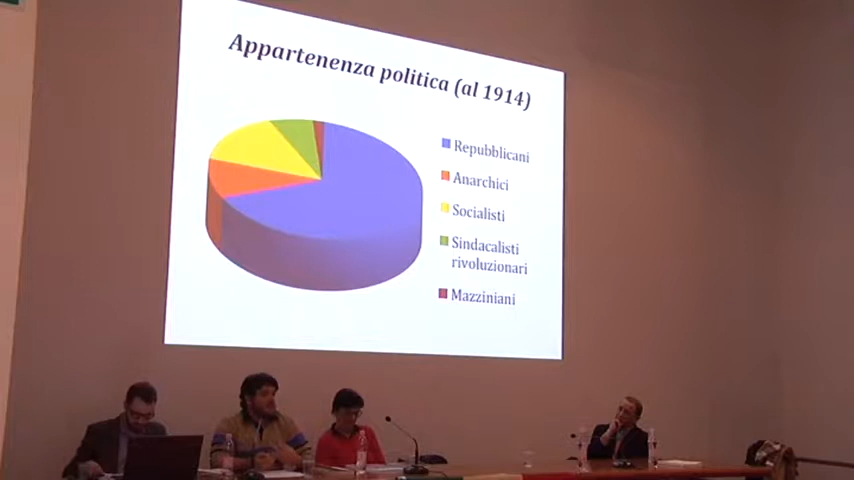 Appartenenza politica (al 1914)
Repubblicani
Anarchici
Socialisti
Sindacalisti
rivoluzionari
Mazziniani